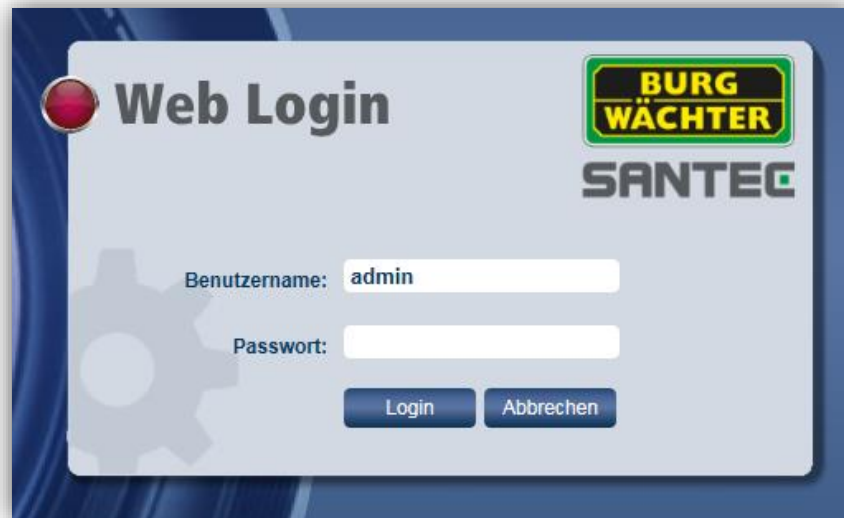 Web Login
BURG
WÄCHTER
SANTEC
Benutzername: admin
Passwort:
Login Abbrechen